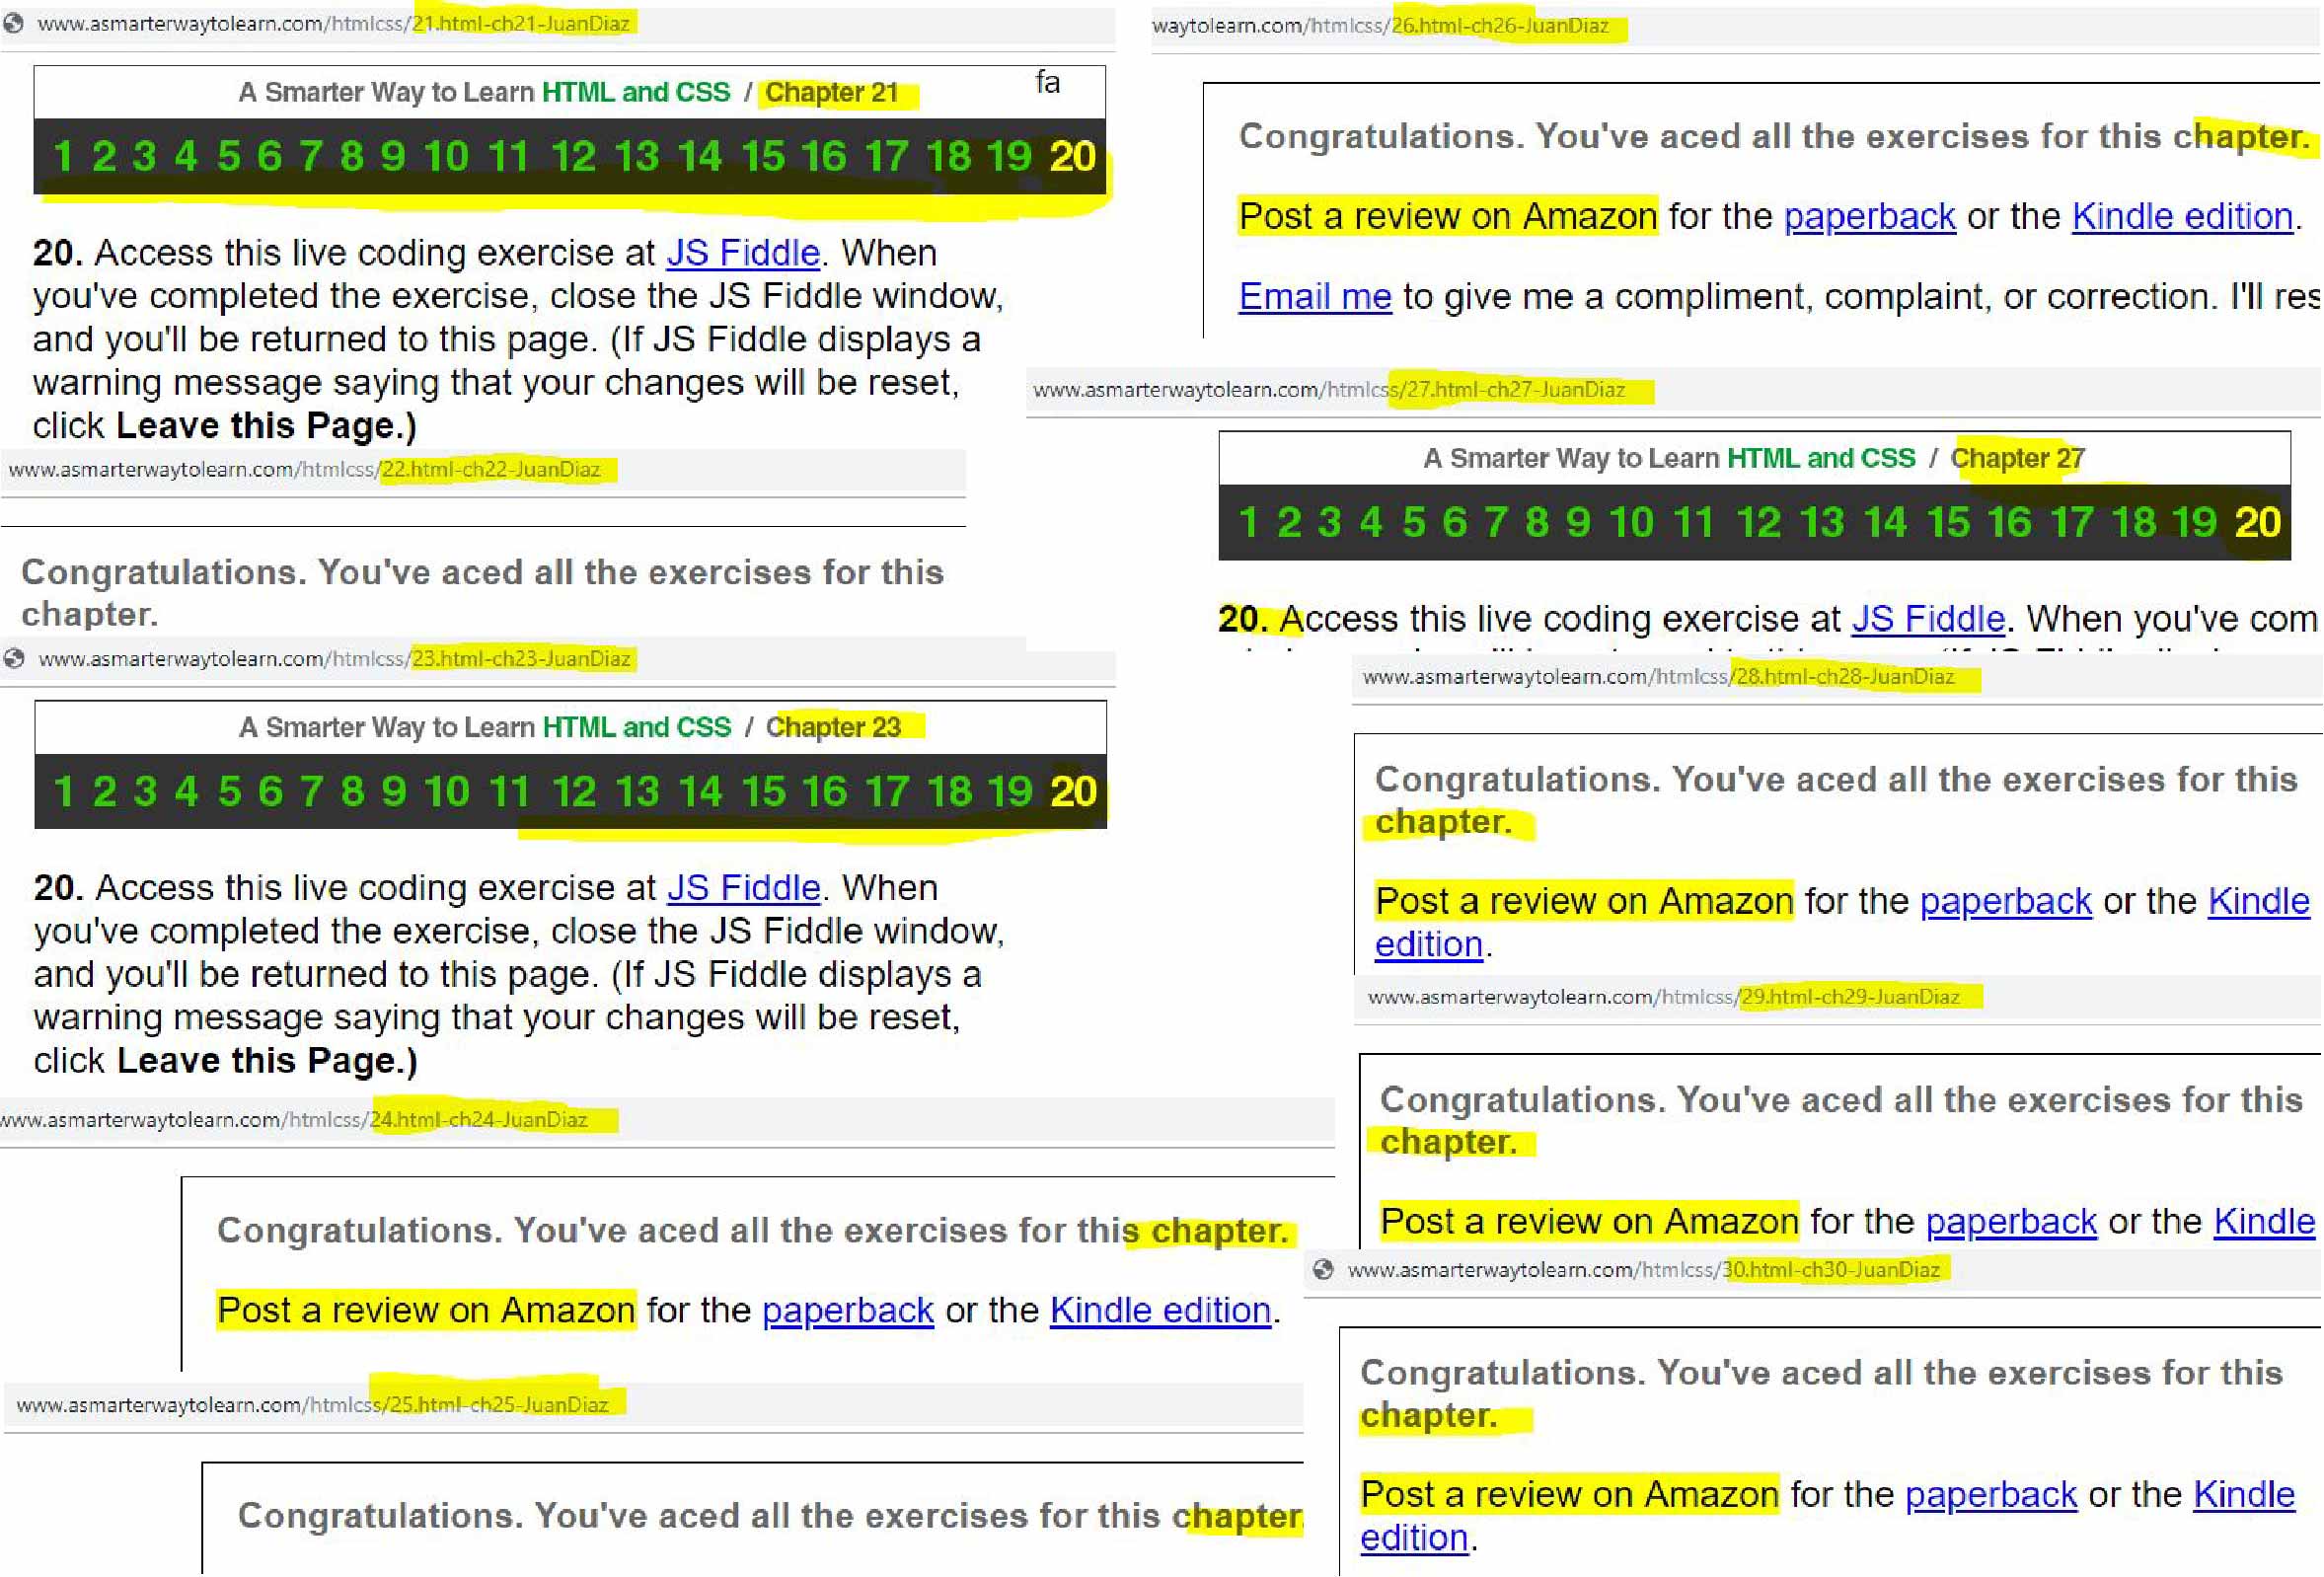 www.asmarterwaytolearn.com/htmlcss/21.html-ch21-JuanDiaz
A Smarter Way to Learn HTML and CSS / Chapter 21
fa
1 2 3 4 5 6 7 8 9 10 11 12 13 14 15 16 17 18 19 20
20. Access this live coding exercise at JS Fiddle. When
you've completed the exercise, close the JS Fiddle window,
and you'll be returned to this page. (If JS Fiddle displays a
warning message saying that your changes will be reset,
click Leave this Page.)
www.asmarterwaytolearn.com/htmlcss/22.html-ch22-JuanDiaz
Congratulations. You've aced all the exercises for this
chapter.
www.asmarterwaytolearn.com/htmlcss/23.html-ch23-JuanDiaz
A Smarter Way to Learn HTML and CSS / Chapter 23
1 2 3 4 5 6 7 8 9 10 11 12 13 14 15 16 17 18 19 20
20. Access this live coding exercise at JS Fiddle. When
you've completed the exercise, close the JS Fiddle window,
and you'll be returned to this page. (If JS Fiddle displays a
warning message saying that your changes will be reset,
click Leave this Page.)
www.asmarterwaytolearn.com/htmlcss/24.html-ch24-JuanDiaz
Congratulations. You've aced all the exercises for this chapter.
Post a review on Amazon for the paperback or the Kindle edition.
www.asmarterwaytolearn.com/htmlcss/25.html-ch25-JuanDiaz
Congratulations. You've aced all the exercises for this chapter.
waytolearn.com/htmlcss/26.html-ch26-JuanDiaz
Congratulations. You've aced all the exercises for this chapter.
Post a review on Amazon for the paperback or the Kindle edition.
Email me to give me a compliment, complaint, or correction. I'll res
www.asmarterwaytolearn.com/htmlcss/27.html-ch27-JuanDiaz
A Smarter Way to Learn HTML and CSS / Chapter 27
1 2 3 4 5 6 7 8 9 10 11 12 13 14 15 16 17 18 19 20
20. Access this live coding exercise at JS Fiddle. When you've com
www.asmarterwaytolearn.com/htmlcss/28.html-ch28-JuanDiaz
Congratulations. You've aced all the exercises for this
chapter.
Post a review on Amazon for the paperback or the Kindle
edition.
www.asmarterwaytolearn.com/htmlcss/29.html-ch29-JuanDiaz
Congratulations. You've aced all the exercises for this
chapter.
Post a review on Amazon for the paperback or the Kindle
www.asmarterwaytolearn.com/htmlcss/30.html-ch30-JuanDiaz
Congratulations. You've aced all the exercises for this
chapter.
Post a review on Amazon for the paperback or the Kindle
edition.